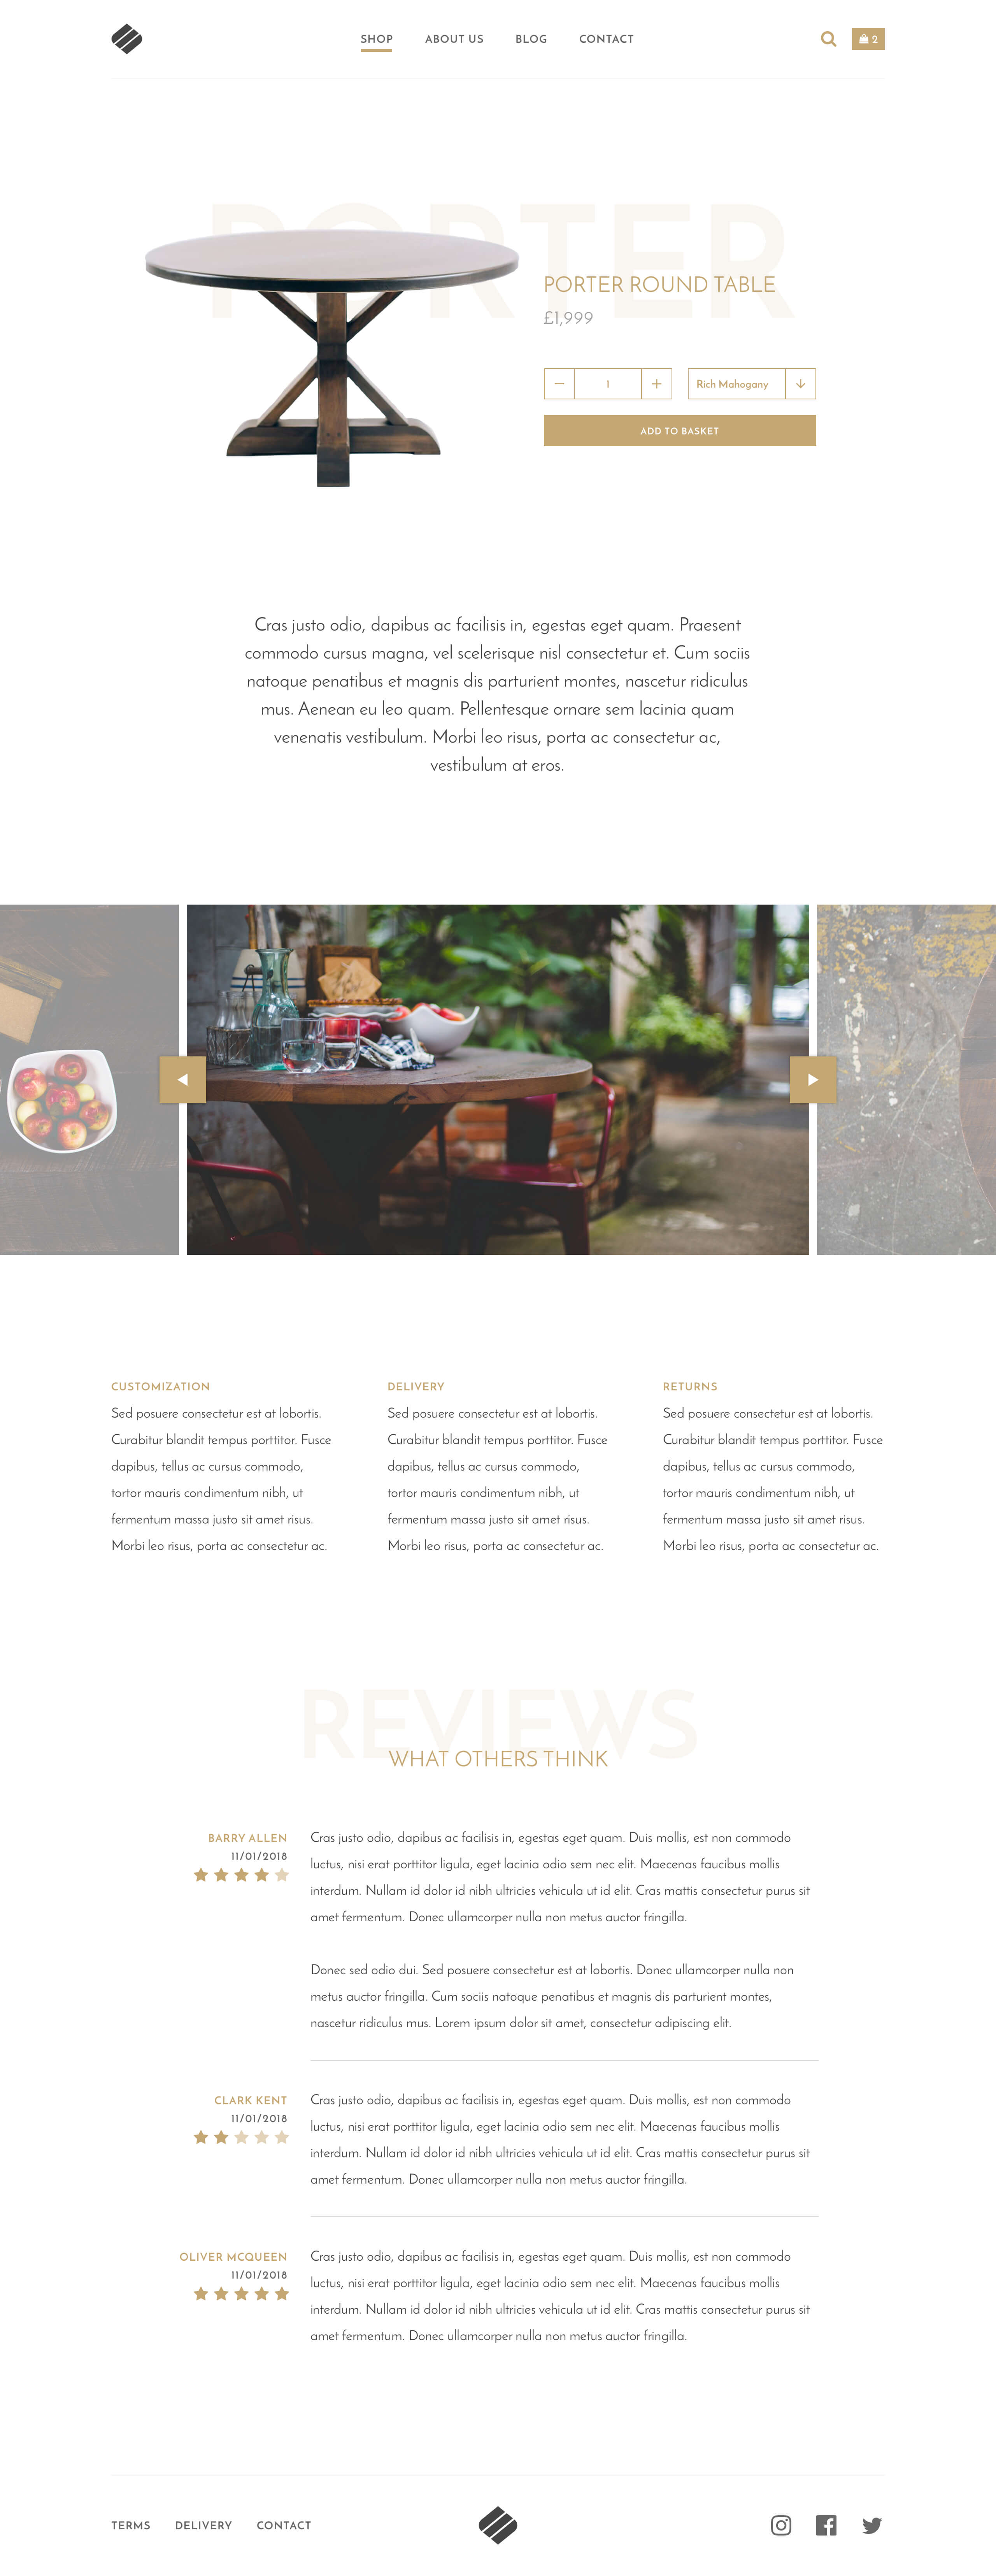 SHOP ABOUT US BLOG CONTACT 2
PORTER
PORTER ROUND TABLE
£1,999
1 Rich Mahogany
ADD TO BASKET
Cras justo odio, dapibus ac facilisis in, egestas eget quam. Praesent
commodo cursus magna, vel scelerisque nisl consectetur et. Cum sociis
natoque penatibus et magnis dis parturient montes, nascetur ridiculus
mus. Aenean eu leo quam. Pellentesque ornare sem lacinia quam
venenatis vestibulum. Morbi leo risus, porta ac consectetur ac,
vestibulum at eros.
CUSTOMIZATION
Sed posuere consectetur est at lobortis.
Curabitur blandit tempus porttitor. Fusce
dapibus, tellus ac cursus commodo,
tortor mauris condimentum nibh, ut
fermentum massa justo sit amet risus.
Morbi leo risus, porta ac consectetur ac.
DELIVERY
Sed posuere consectetur est at lobortis.
Curabitur blandit tempus porttitor. Fusce
dapibus, tellus ac cursus commodo,
tortor mauris condimentum nibh, ut
fermentum massa justo sit amet risus.
Morbi leo risus, porta ac consectetur ac.
RETURNS
Sed posuere consectetur est at lobortis.
Curabitur blandit tempus porttitor. Fusce
dapibus, tellus ac cursus commodo,
tortor mauris condimentum nibh, ut
fermentum massa justo sit amet risus.
Morbi leo risus, porta ac consectetur ac.
REVIEWS
WHAT OTHERS THINK
BARRY ALLEN
11/01/2018
Cras justo odio, dapibus ac facilisis in, egestas eget quam. Duis mollis, est non commodo
luctus, nisi erat porttitor ligula, eget lacinia odio sem nec elit. Maecenas faucibus mollis
interdum. Nullam id dolor id nibh ultricies vehicula ut id elit. Cras mattis consectetur purus sit
amet fermentum. Donec ullamcorper nulla non metus auctor fringilla.
Donec sed odio dui. Sed posuere consectetur est at lobortis. Donec ullamcorper nulla non
metus auctor fringilla. Cum sociis natoque penatibus et magnis dis parturient montes,
nascetur ridiculus mus. Lorem ipsum dolor sit amet, consectetur adipiscing elit.
CLARK KENT
11/01/2018
Cras justo odio, dapibus ac facilisis in, egestas eget quam. Duis mollis, est non commodo
luctus, nisi erat porttitor ligula, eget lacinia odio sem nec elit. Maecenas faucibus mollis
interdum. Nullam id dolor id nibh ultricies vehicula ut id elit. Cras mattis consectetur purus sit
amet fermentum. Donec ullamcorper nulla non metus auctor fringilla.
OLIVER MCQUEEN
11/01/2018
Cras justo odio, dapibus ac facilisis in, egestas eget quam. Duis mollis, est non commodo
luctus, nisi erat porttitor ligula, eget lacinia odio sem nec elit. Maecenas faucibus mollis
interdum. Nullam id dolor id nibh ultricies vehicula ut id elit. Cras mattis consectetur purus sit
amet fermentum. Donec ullamcorper nulla non metus auctor fringilla.
TERMS DELIVERY CONTACT